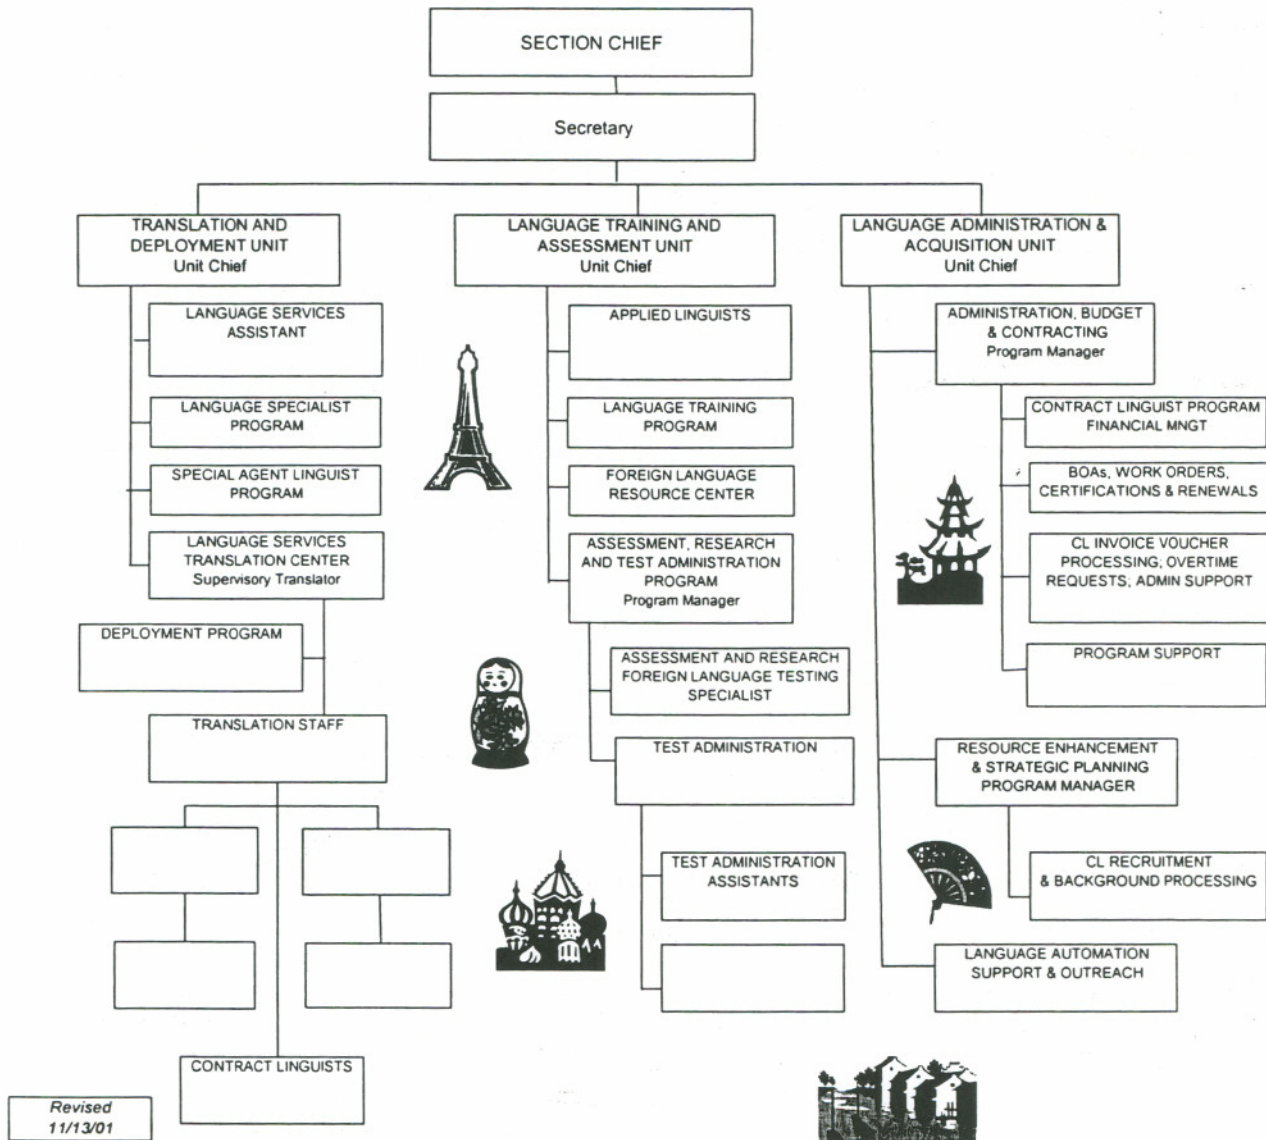 SECTION CHIEF
Secretary
TRANSLATION AND
DEPLOYMENT UNIT
Unit Chief
LANGUAGE SERVICES
ASSISTANT
LANGUAGE SPECIALIST
PROGRAM
SPECIAL AGENT LINGUIST
PROGRAM
LANGUAGE SERVICES
TRANSLATION CENTER
Supervisory Translator
DEPLOYMENT PROGRAM
TRANSLATION STAFF
CONTRACT LINGUISTS
LANGUAGE TRAINING AND
ASSESSMENT UNIT
Unit Chief
APPLIED LINGUISTS
LANGUAGE TRAINING
PROGRAM
FOREIGN LANGUAGE
RESOURCE CENTER
ASSESSMENT, RESEARCH
AND TEST ADMINISTRATION
PROGRAM
Program Manager
ASSESSMENT AND RESEARCH
FOREIGN LANGUAGE TESTING
SPECIALIST
TEST ADMINISTRATION
TEST ADMINISTRATION
ASSISTANTS
LANGUAGE ADMINISTRATION &
ACQUISITION UNIT
Unit Chief
ADMINISTRATION, BUDGET
& CONTRACTING
Program Manager
CONTRACT LINGUIST PROGRAM
FINANCIAL MNGT
BOAs, WORK ORDERS,
CERTIFICATIONS & RENEWALS
CL INVOICE VOUCHER
PROCESSING; OVERTIME
REQUESTS; ADMIN SUPPORT
PROGRAM SUPPORT
RESOURCE ENHANCEMENT
& STRATEGIC PLANNING
PROGRAM MANAGER
CL RECRUITMENT
& BACKGROUND PROCESSING
LANGUAGE AUTOMATION
SUPPORT & OUTREACH
Revised
11/13/01